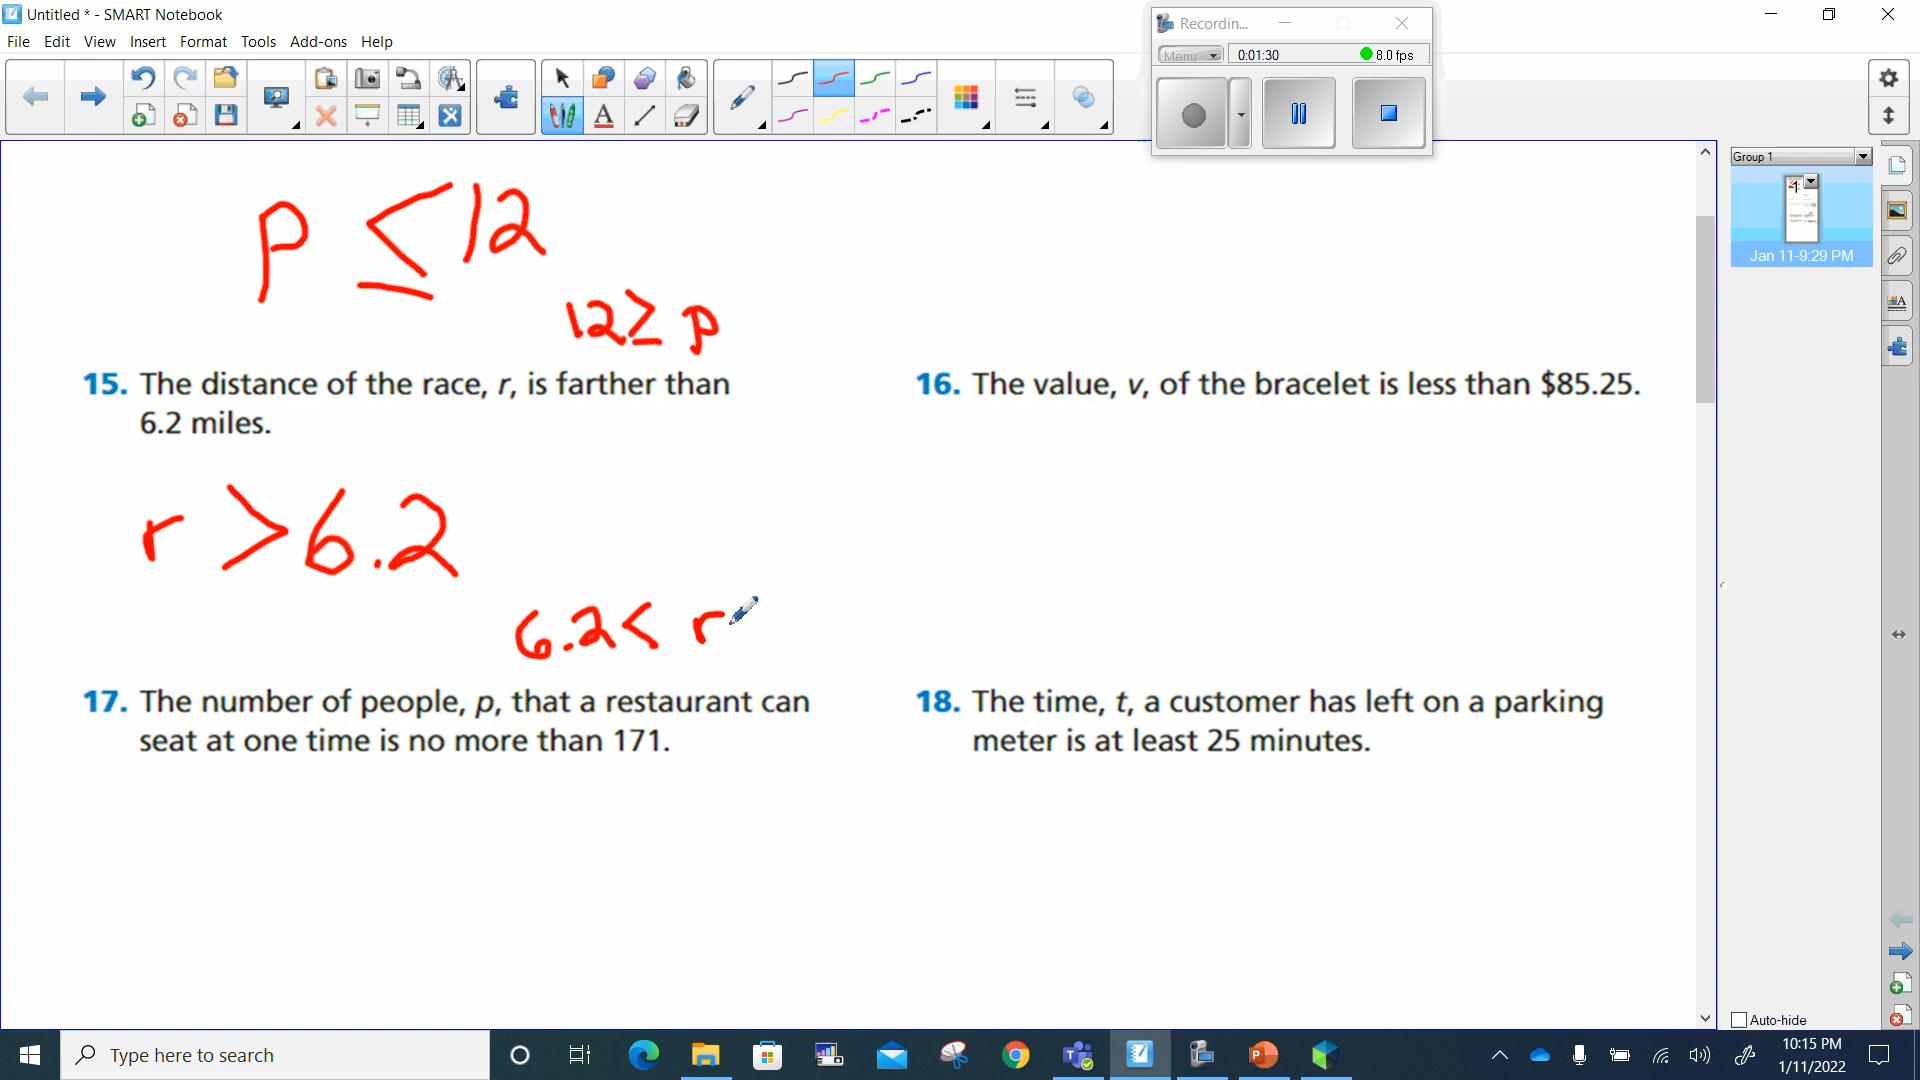 Untitled * - SMART Notebook
File Edit View Insert Format Tools Add-ons Help
Recordin...
Menu
0:01:30
8.0 fps
A
Group 1
1
Jan 11-9:29 PM
P ≤ 12
12 ≥ p
15. The distance of the race, r, is farther than
6.2 miles.
16. The value, v, of the bracelet is less than $85.25.
r > 6.2
6.2 < r
17. The number of people, p, that a restaurant can
seat at one time is no more than 171.
18. The time, t, a customer has left on a parking
meter is at least 25 minutes.
Auto-hide
Type here to search
10:15 PM
1/11/2022